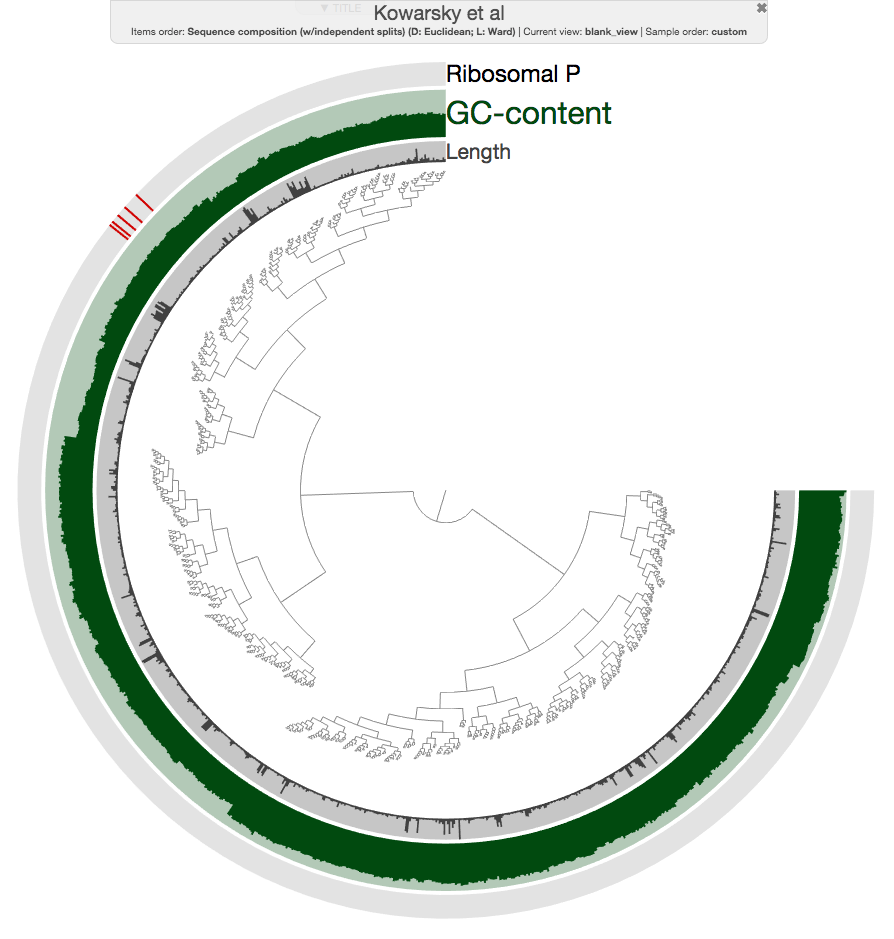 ▼ TITLE
Kowarsky et al ✖
Items order: Sequence composition (w/independent splits) (D: Euclidean; L: Ward) | Current view: blank_view | Sample order: custom
Ribosomal P
GC-content
Length